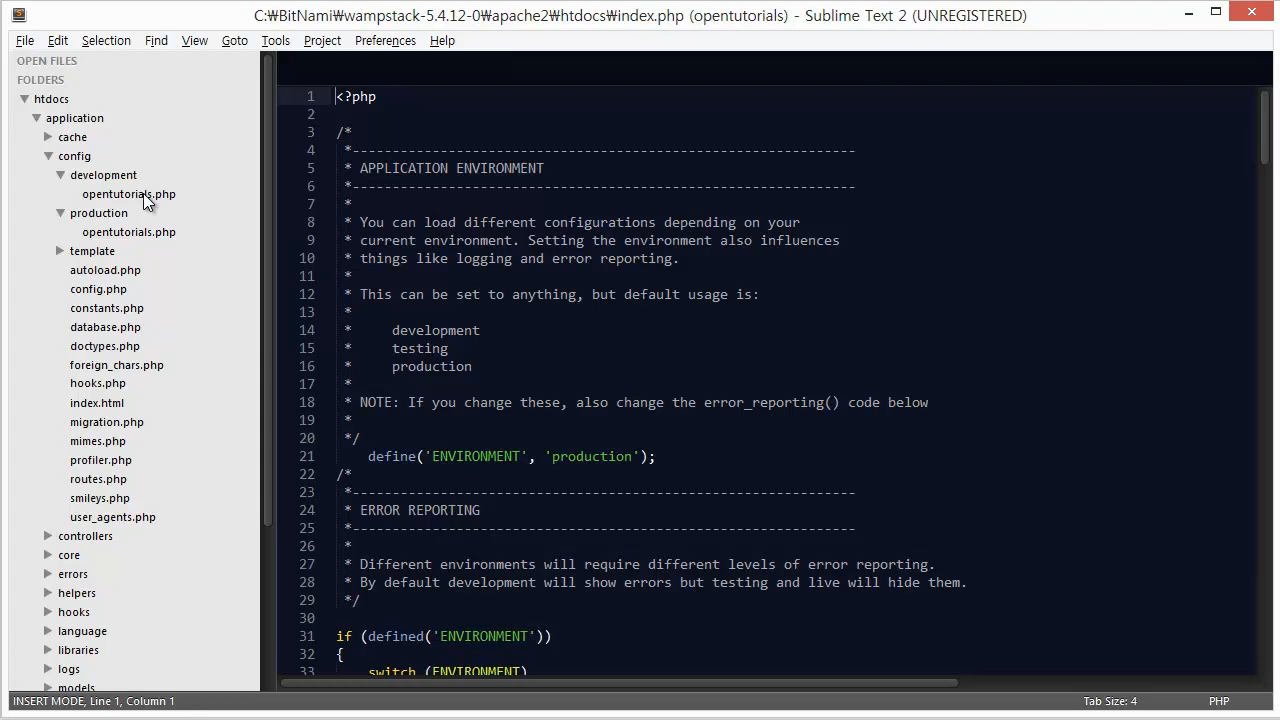 C:₩BitNami₩wampstack-5.4.12-0₩apache2₩htdocs₩index.php (opentutorials) - Sublime Text 2 (UNREGISTERED)
File Edit Selection Find View Goto Tools Project Preferences Help
OPEN FILES
FOLDERS
htdocs
application
cache
config
development
opentutorials.php
production
opentutorials.php
template
autoload.php
config.php
constants.php
database.php
doctypes.php
foreign_chars.php
hooks.php
index.html
migration.php
mimes.php
profiler.php
routes.php
smileys.php
user_agents.php
controllers
core
errors
helpers
hooks
language
libraries
logs
models
1 <?php
2
3 /*
4 *---------------------------------------------------------------
5 * APPLICATION ENVIRONMENT
6 *---------------------------------------------------------------
7 *
8 * You can load different configurations depending on your
9 * current environment. Setting the environment also influences
10 * things like logging and error reporting.
11 *
12 * This can be set to anything, but default usage is:
13 *
14 *     development
15 *     testing
16 *     production
17 *
18 * NOTE: If you change these, also change the error_reporting() code below
19 *
20 */
21     define('ENVIRONMENT', 'production');
22 /*
23 *---------------------------------------------------------------
24 * ERROR REPORTING
25 *---------------------------------------------------------------
26 *
27 * Different environments will require different levels of error reporting.
28 * By default development will show errors but testing and live will hide them.
29 */
30
31 if (defined('ENVIRONMENT'))
32 {
33     switch (ENVIRONMENT)
INSERT MODE, Line 1, Column 1 Tab Size: 4 PHP